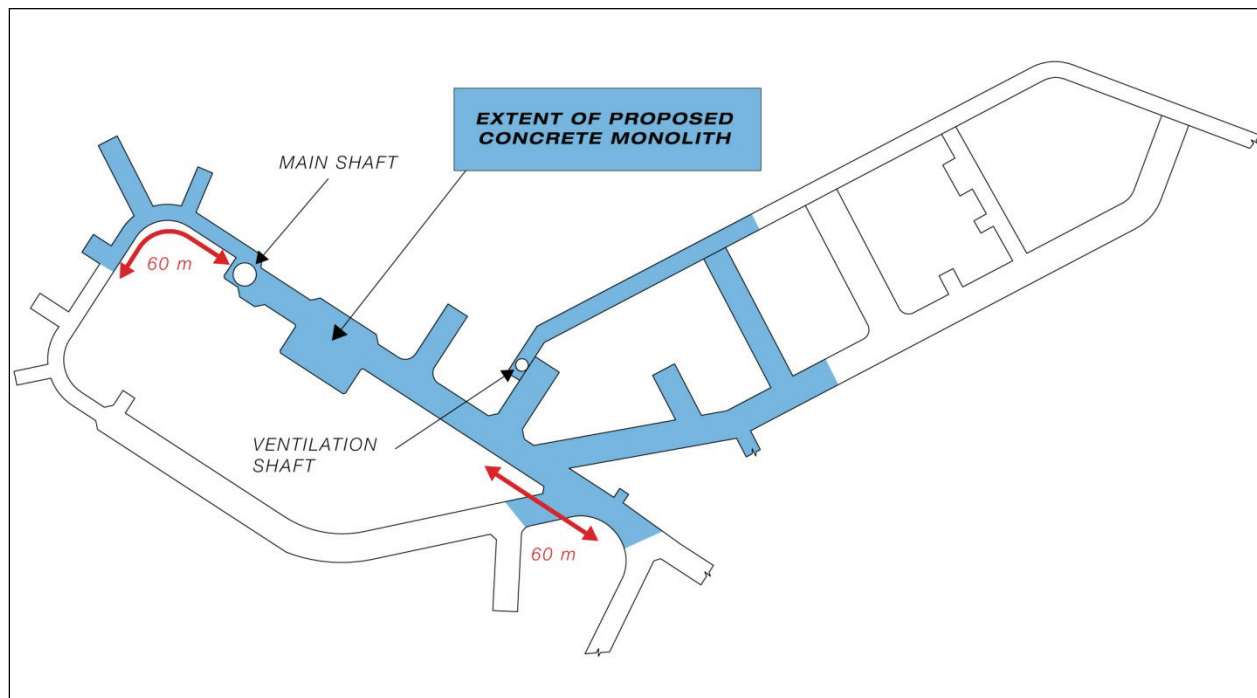 EXTENT OF PROPOSED
CONCRETE MONOLITH
MAIN SHAFT
60 m
VENTILATION
SHAFT
60 m